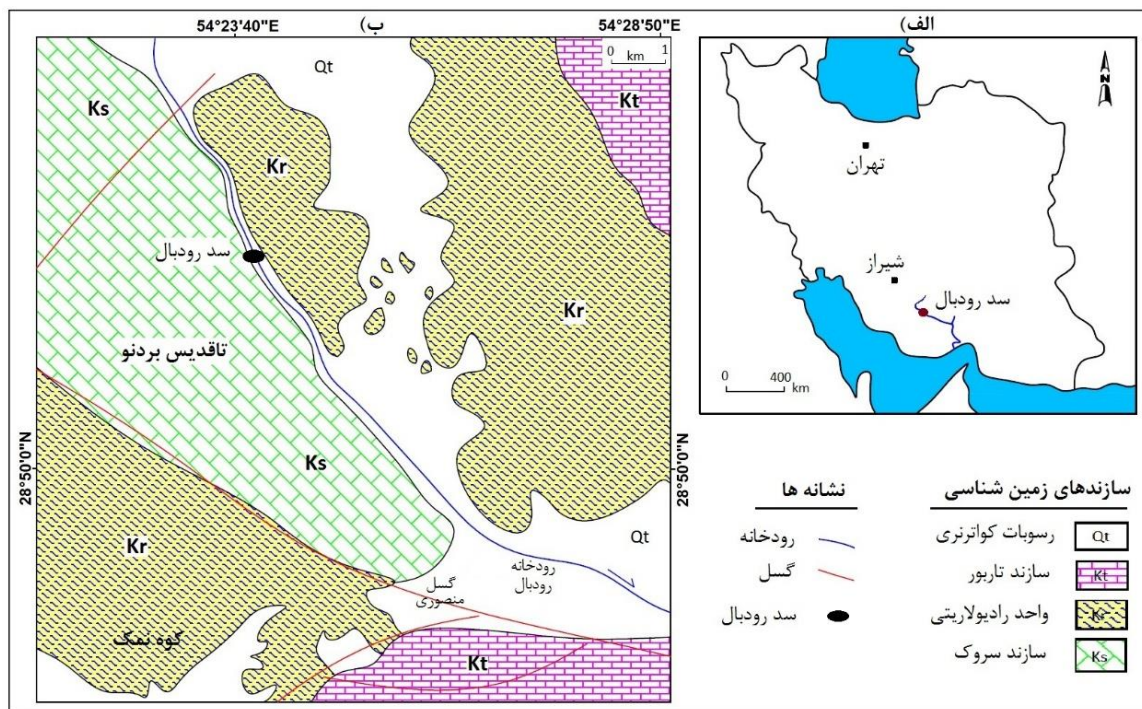 الف)
N
تهران
شیراز
سد رودبال
0 400
km
ب)
54°23'40"E
54°28'50"E
28°50'0"N
28°50'0"N
0 1
km
Qt
Ks
Kr
Kt
سد رودبال
Kr
تاقدیس بردنو
Ks
Kr
Qt
گسل
منصوری
رودخانه
رودبال
کوه نمک
Kt
سازندهای زمین شناسی
رسوبات کواترنری
Qt
سازند تاربور
Kt
واحد رادیولاریتی
Kr
سازند سروک
Ks
نشانه ها
رودخانه
گسل
سد رودبال